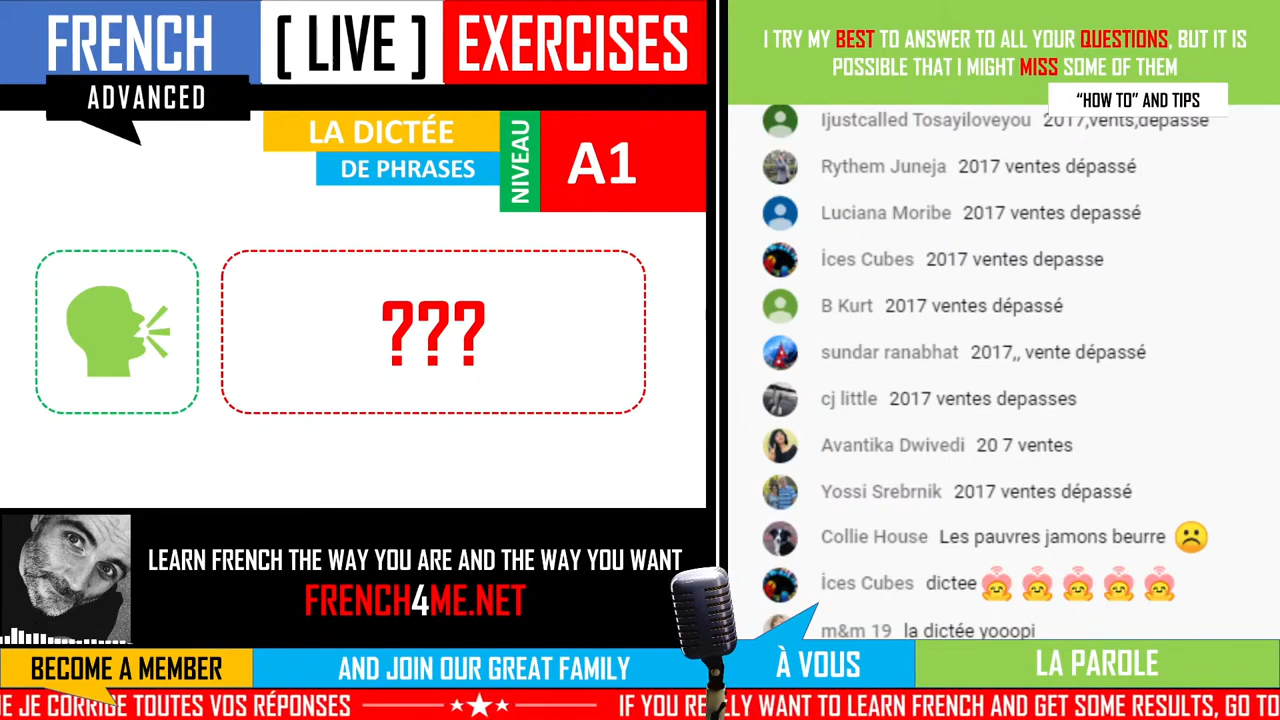 FRENCH [ LIVE ] EXERCISES
ADVANCED
LA DICTÉE
DE PHRASES
NIVEAU
A1
???
LEARN FRENCH THE WAY YOU ARE AND THE WAY YOU WANT
FRENCH4ME.NET
BECOME A MEMBER
AND JOIN OUR GREAT FAMILY
I TRY MY BEST TO ANSWER TO ALL YOUR QUESTIONS, BUT IT IS
POSSIBLE THAT I MIGHT MISS SOME OF THEM
“HOW TO” AND TIPS
Ijustcalled Tosayiloveyou 2017,vents,dépassé
Rythem Juneja 2017 ventes dépassé
Luciana Moribe 2017 ventes depassé
İces Cubes 2017 ventes depasse
B Kurt 2017 ventes dépassé
sundar ranabhat 2017,, vente dépassé
cj little 2017 ventes depasses
Avantika Dwivedi 20 7 ventes
Yossi Srebrnik 2017 ventes dépassé
Collie House Les pauvres jamons beurre
İces Cubes dictee
m&m 19 la dictée yooopi
À VOUS
LA PAROLE
JE CORRIGE TOUTES VOS RÉPONSES IF YOU REALLY WANT TO LEARN FRENCH AND GET SOME RESULTS, GO TO